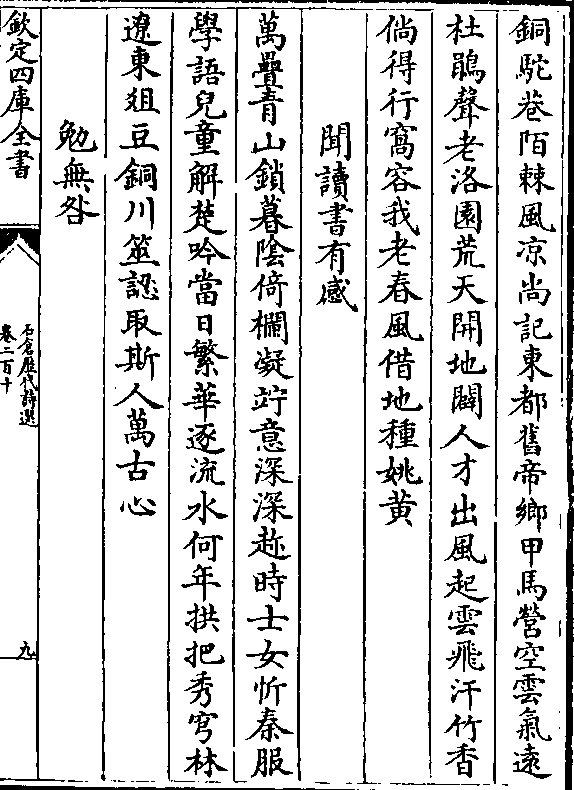 銅駝巷陌棘風凉尚記東都舊帝鄉甲馬營空雲氣逺
杜鵑聲老洛園荒天開地闢人才出風起雲飛汗竹香
倘得行窩容我老春風借地種姚黃
聞讀書有感
萬疊青山鎖暮陰倚欄凝竚意深深趂時士女忻秦服
學語兒童解楚吟當日繁華逐流水何年拱把秀穹林
遼東俎豆銅川筮認取斯人萬古心
勉無咎
欽定四庫全書
石倉歷代詩選
卷二百十
九